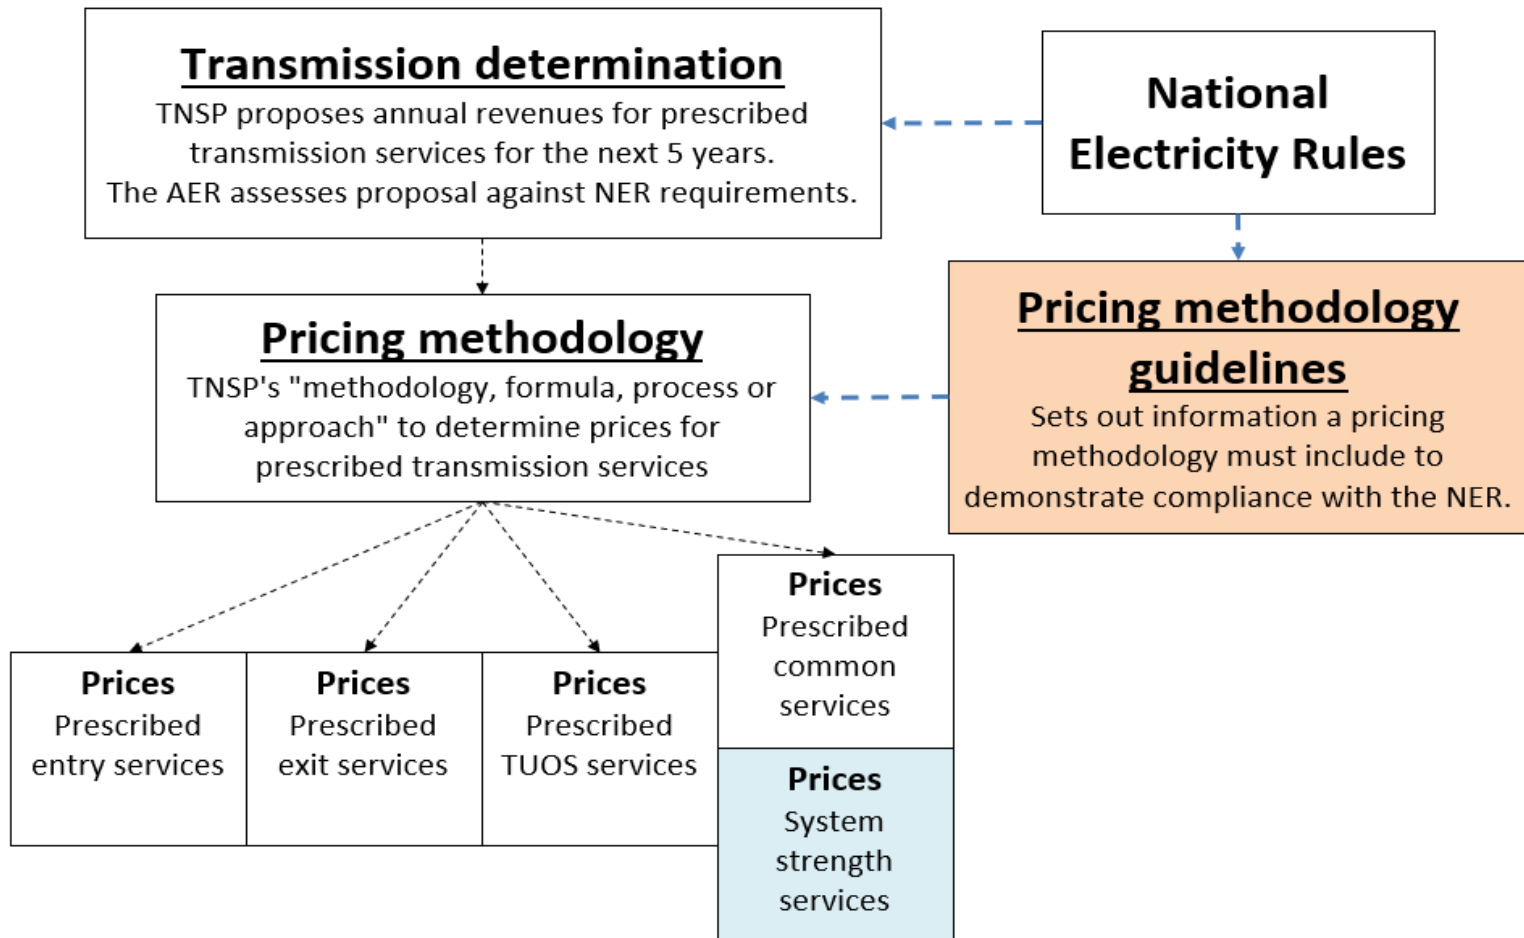 Transmission determination
TNSP proposes annual revenues for prescribed
transmission services for the next 5 years.
The AER assesses proposal against NER requirements.
National
Electricity Rules
Pricing methodology
TNSP's "methodology, formula, process or
approach" to determine prices for
prescribed transmission services
Pricing methodology
guidelines
Sets out information a pricing
methodology must include to
demonstrate compliance with the NER.
Prices
Prescribed
entry services
Prices
Prescribed
exit services
Prices
Prescribed
TUOS services
Prices
Prescribed
common
services
Prices
System
strength
services